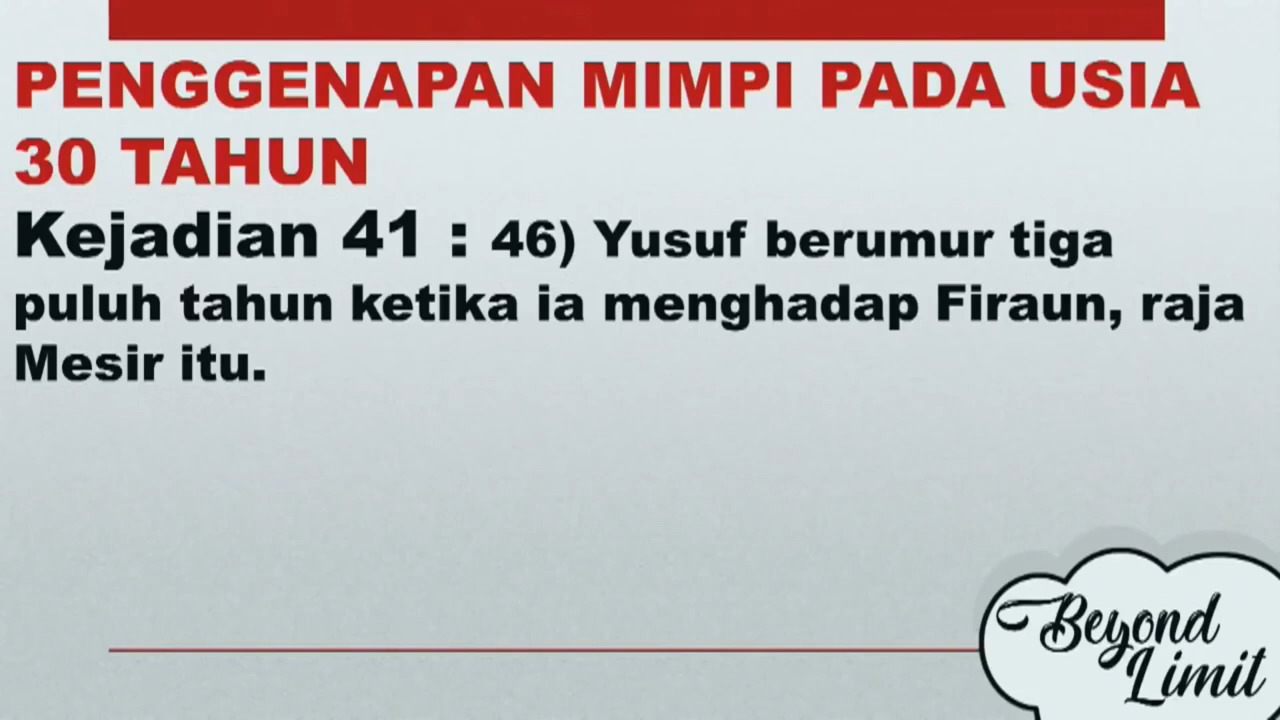 PENGGENAPAN MIMPI PADA USIA
30 TAHUN
Kejadian 41 : 46) Yusuf berumur tiga
puluh tahun ketika ia menghadap Firaun, raja
Mesir itu.
Beyond
Limit